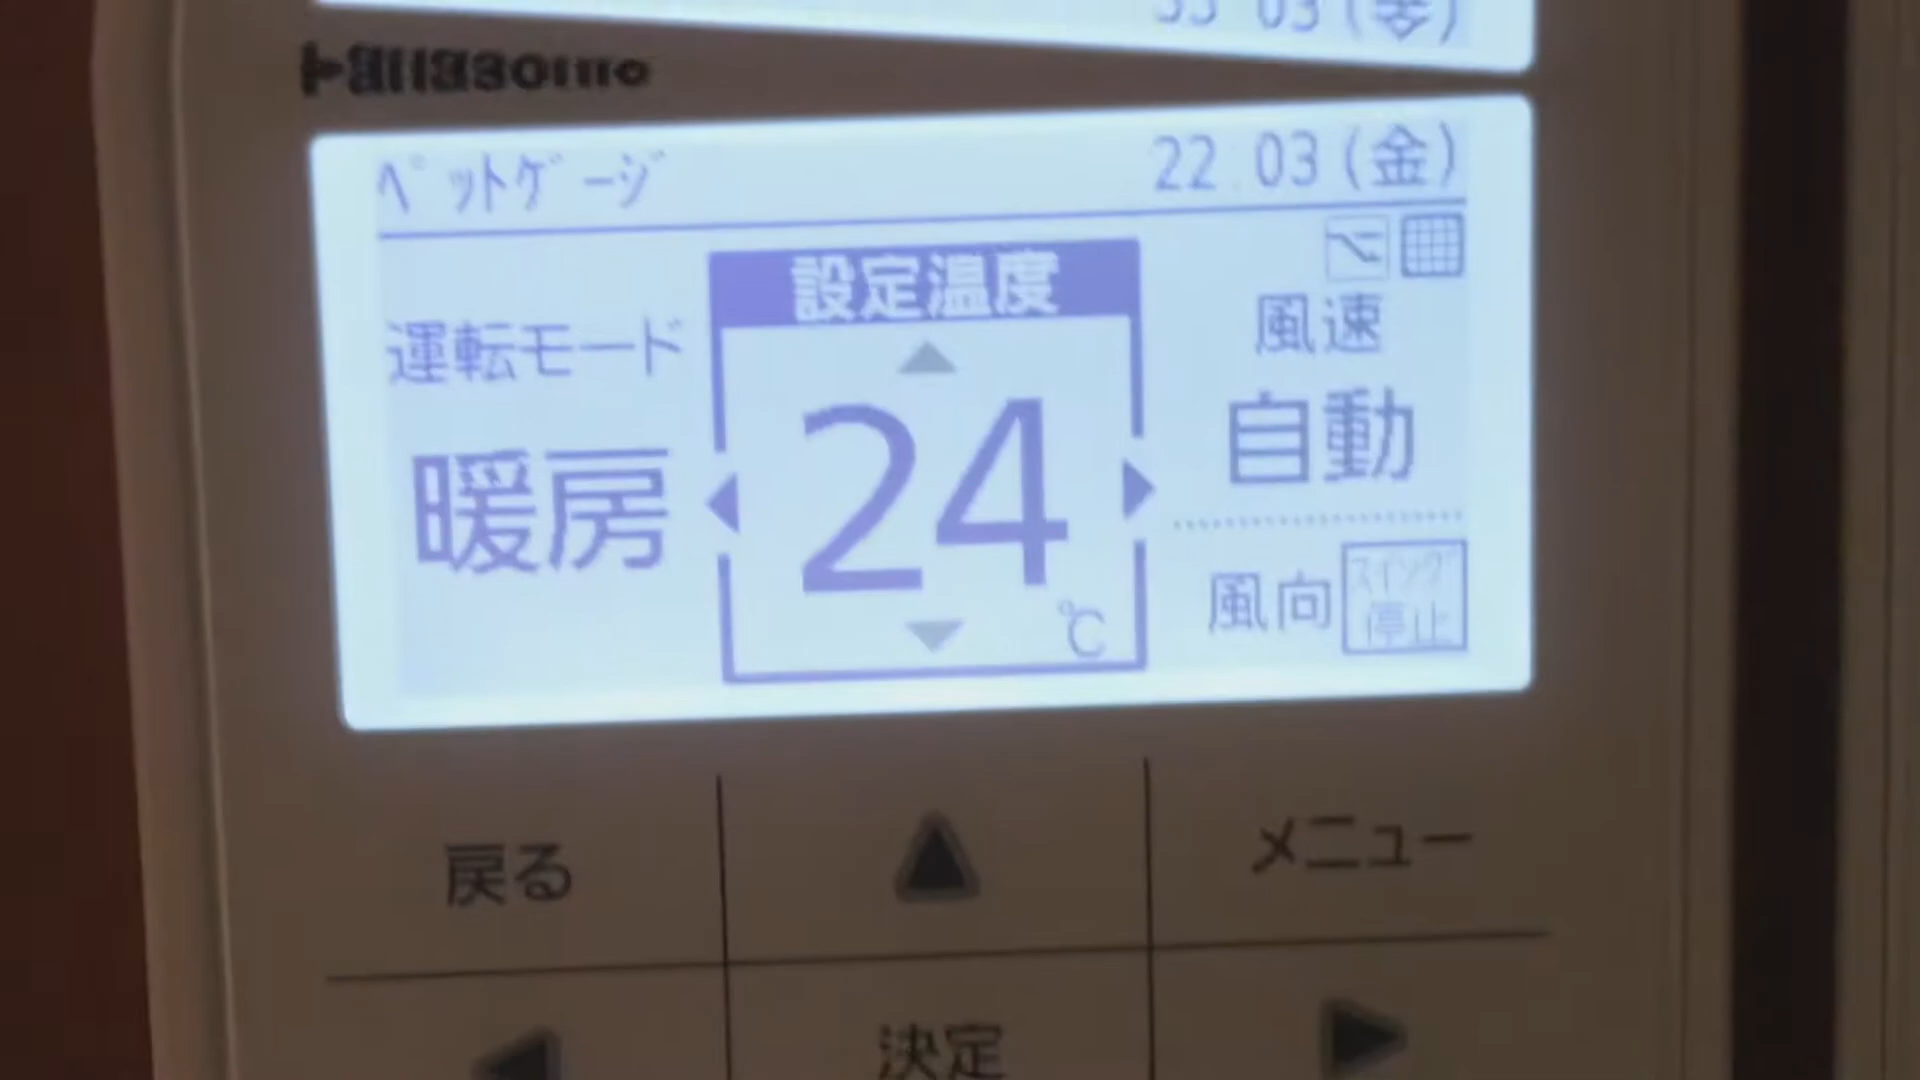 ペットゲージ
22 03 (金)
設定温度
運転モード
風速
暖房
24
℃
自動
風向
スイング
停止
戻る
メニュー
決定